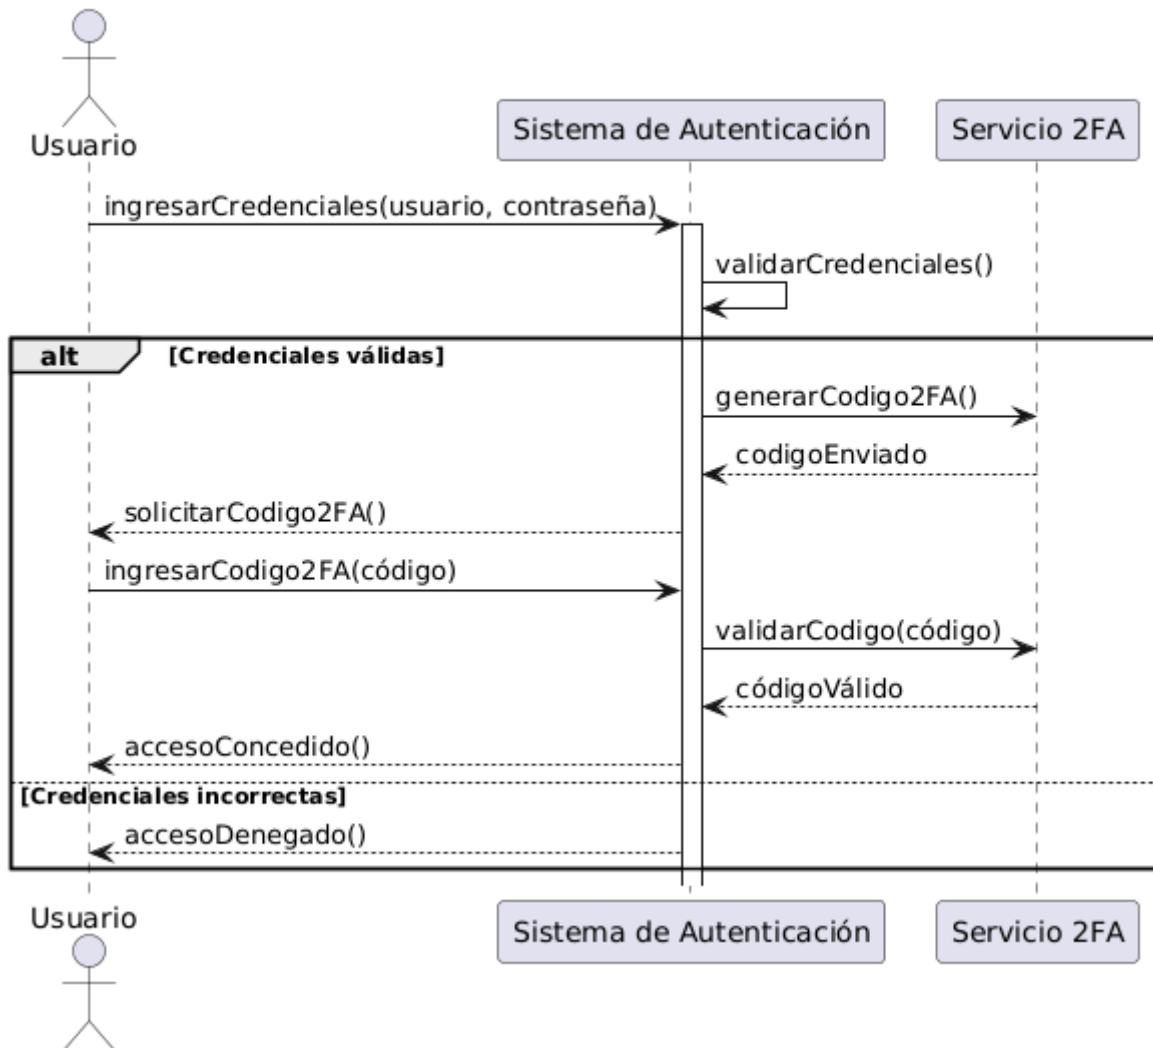 Usuario
Sistema de Autenticación
Servicio 2FA
ingresarCredenciales(usuario, contraseña)
validarCredenciales()
alt
[Credenciales válidas]
generarCodigo2FA()
codigoEnviado
solicitarCodigo2FA()
ingresarCodigo2FA(código)
validarCodigo(código)
códigoVálido
accesoConcedido()
[Credenciales incorrectas]
accesoDenegado()
Usuario
Sistema de Autenticación
Servicio 2FA